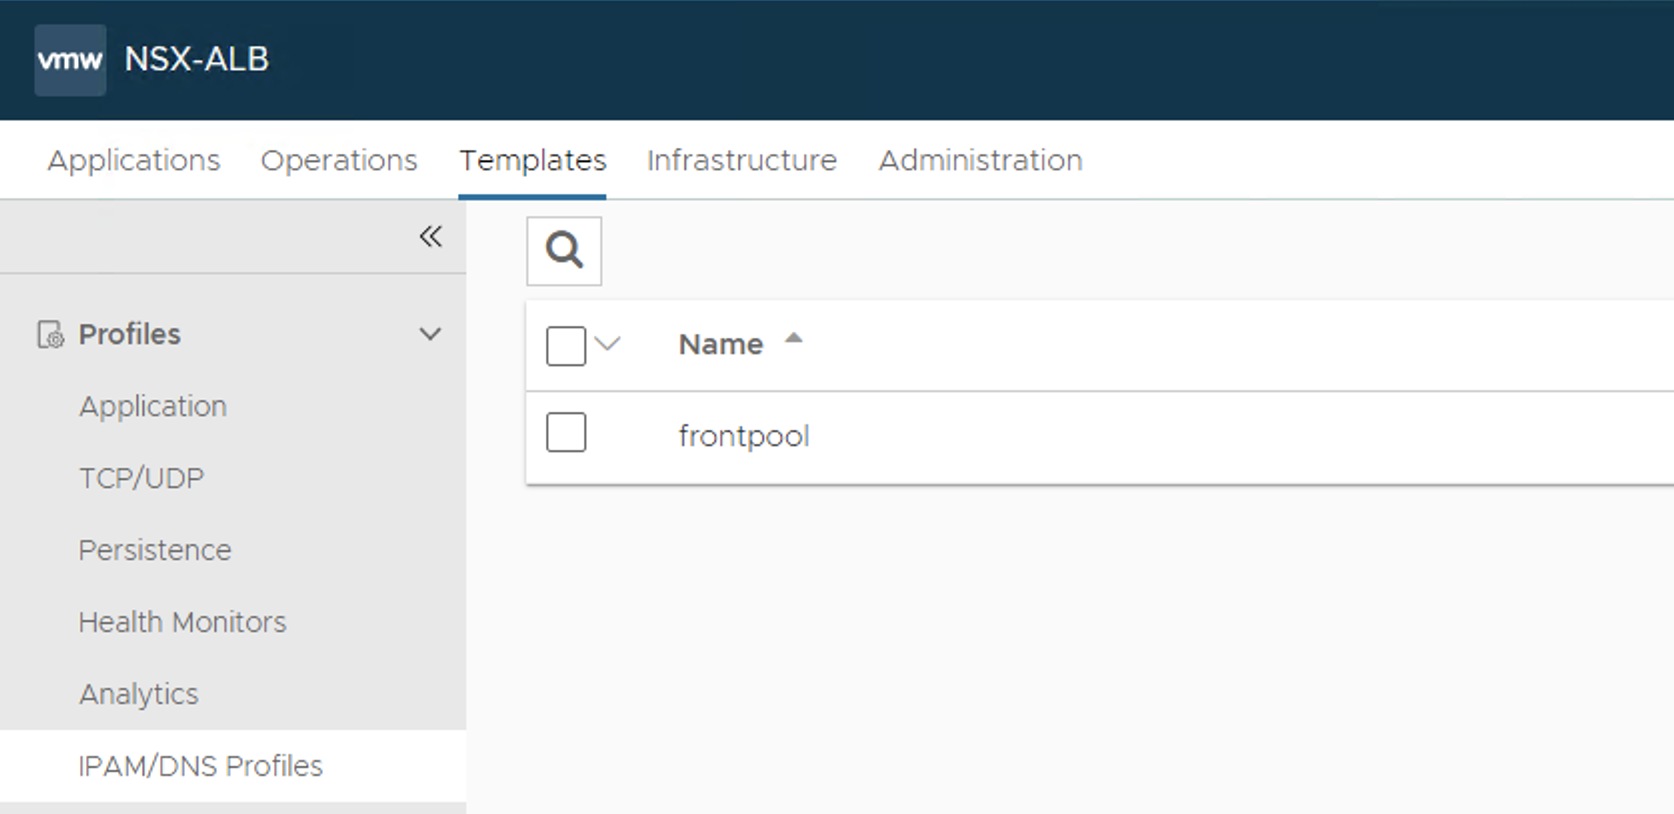 vmw NSX-ALB
Applications Operations Templates Infrastructure Administration
Profiles
Application
TCP/UDP
Persistence
Health Monitors
Analytics
IPAM/DNS Profiles
Name
frontpool